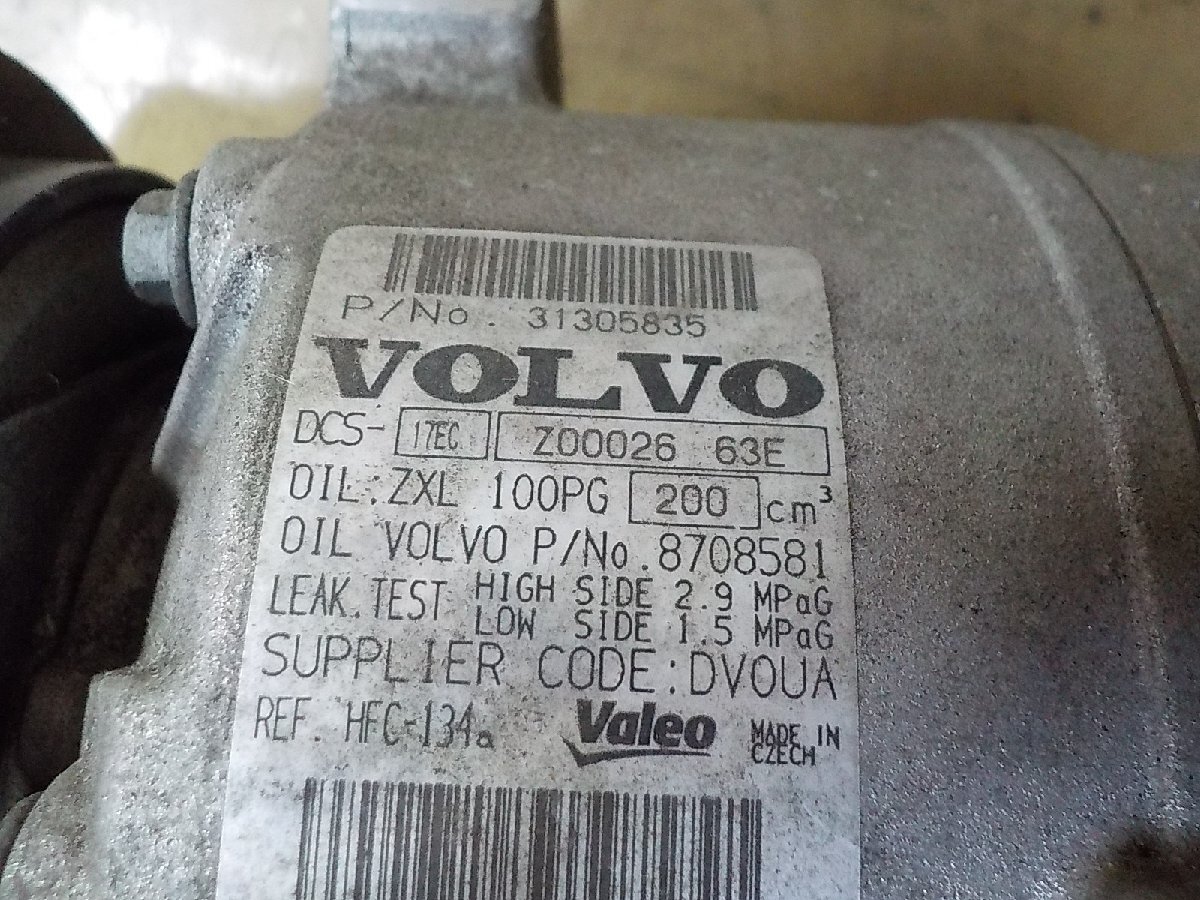 P/No. 31305835
VOLVO
DCS- 17EC Z00026 63E
OIL.ZXL 100PG 200 cm³
OIL VOLVO P/No.8708581
LEAK.TEST HIGH SIDE 2.9 MPaG
LOW SIDE 1.5 MPaG
SUPPLIER CODE:DVOUA
REF. HFC-134a Valeo MADE IN
CZECH